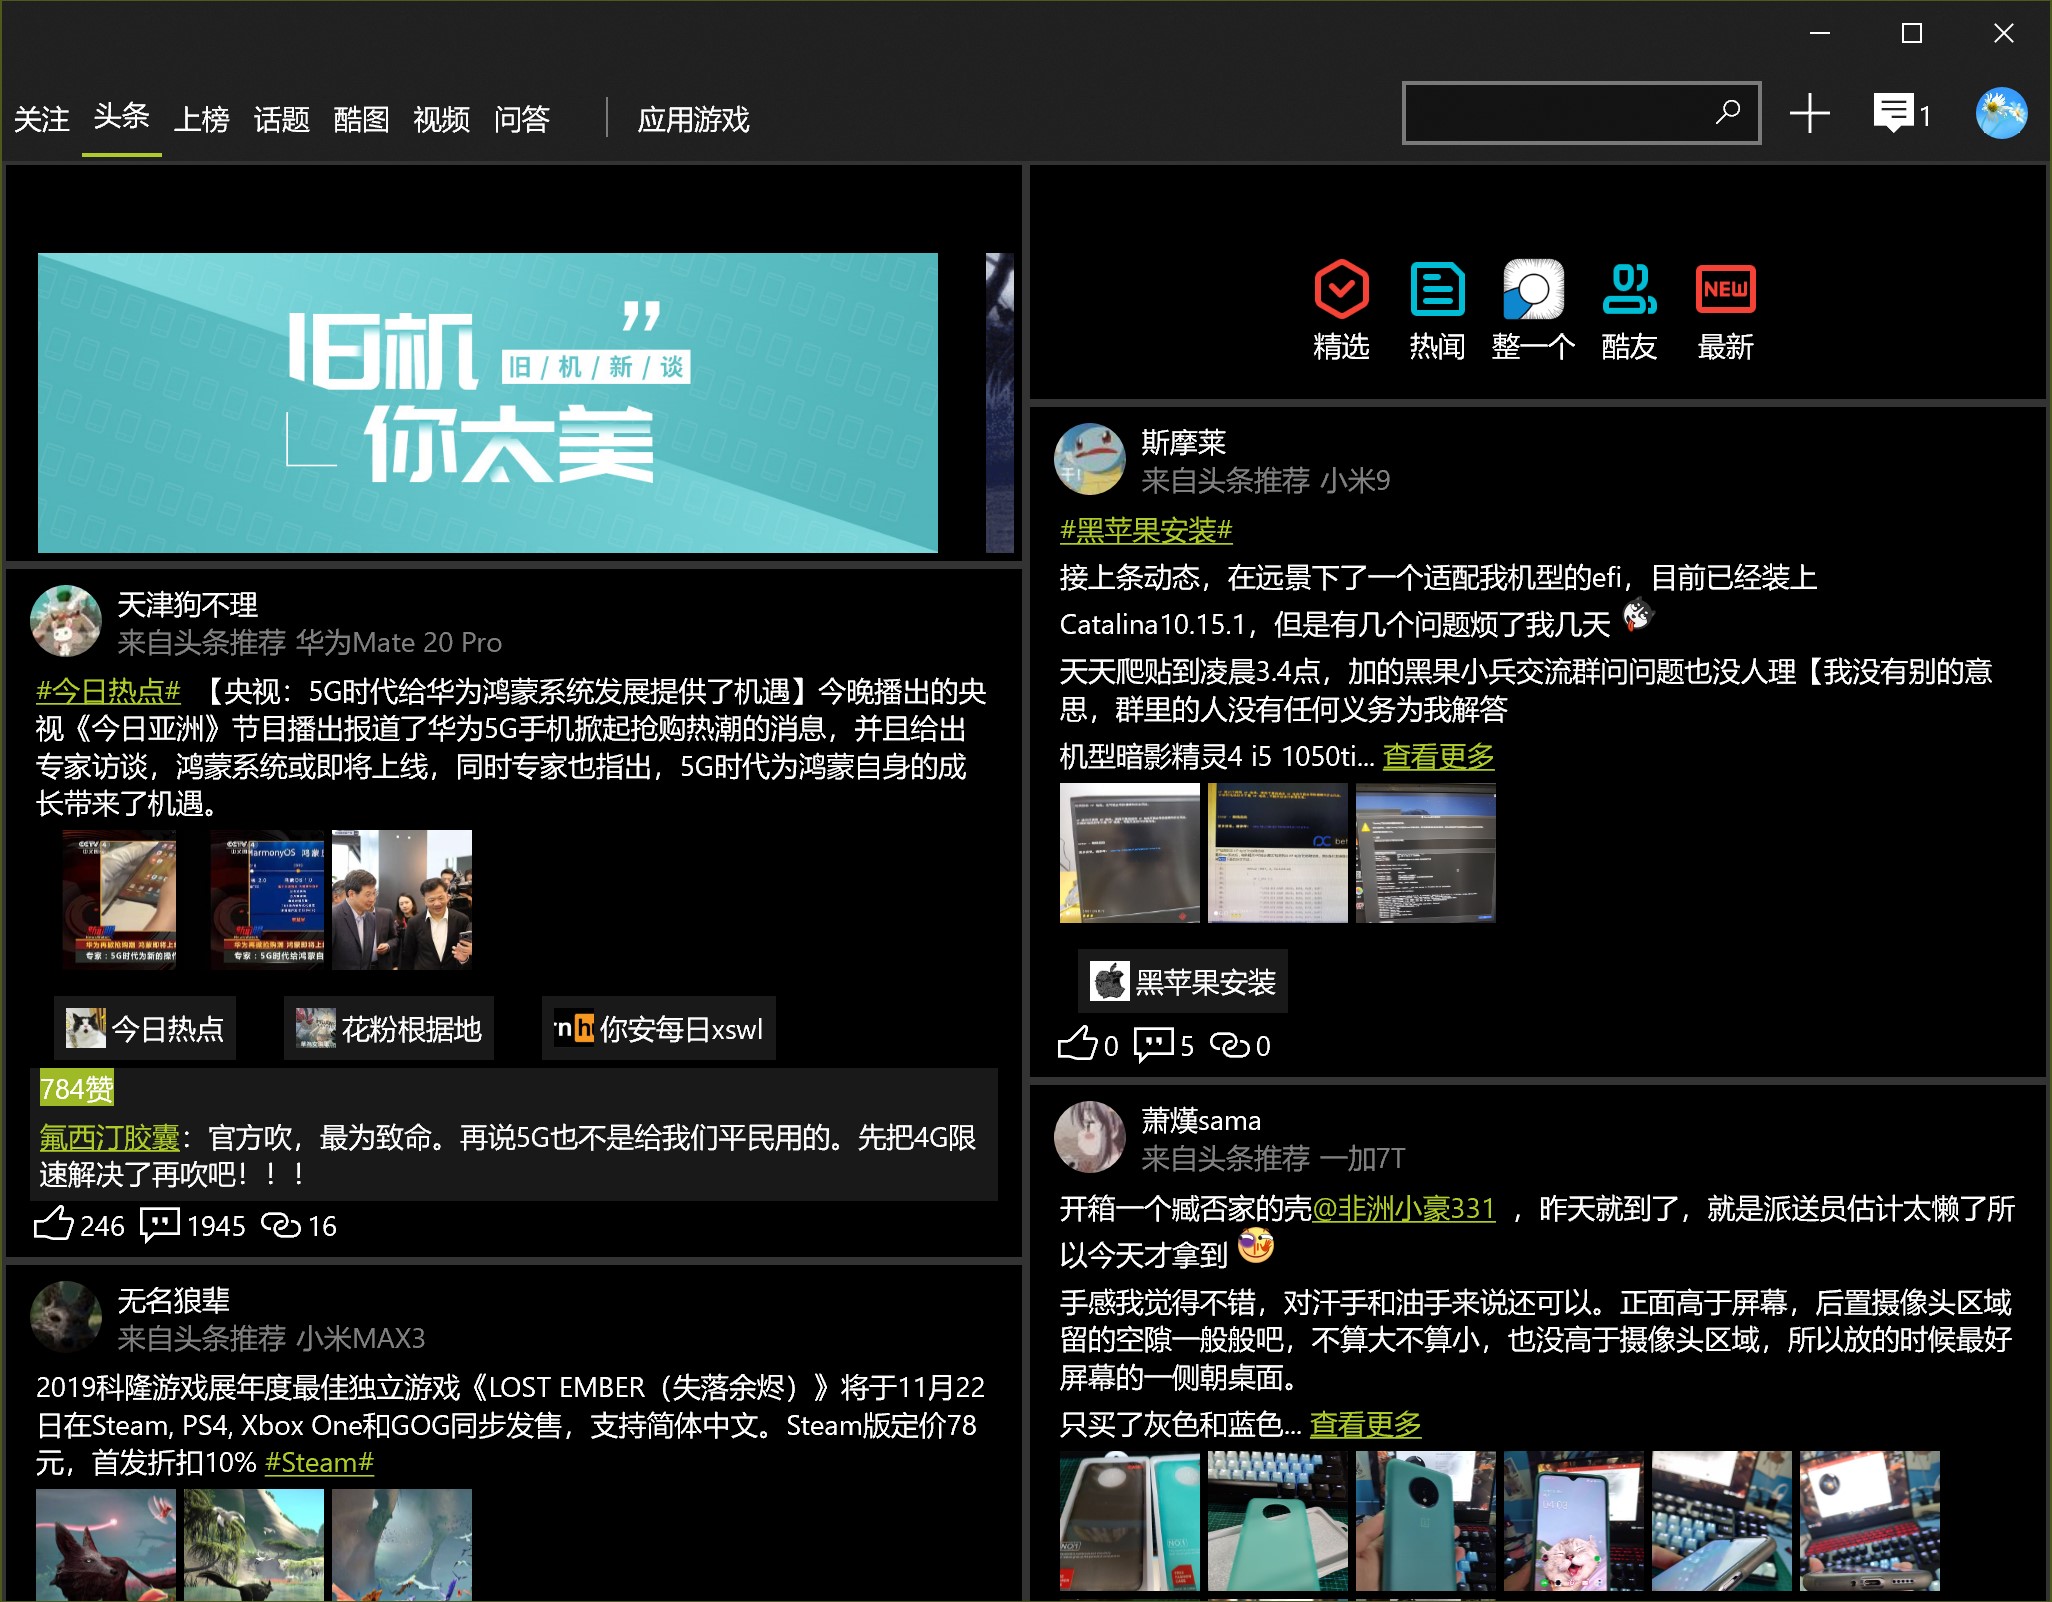 关注 头条 上榜 话题 酷图 视频 问答 应用游戏
1
旧机
”
旧/机/新/谈
你太美
天津狗不理
来自头条推荐 华为Mate 20 Pro
#今日热点# 【央视：5G时代给华为鸿蒙系统发展提供了机遇】今晚播出的央
视《今日亚洲》节目播出报道了华为5G手机掀起抢购热潮的消息，并且给出
专家访谈，鸿蒙系统或即将上线，同时专家也指出，5G时代为鸿蒙自身的成
长带来了机遇。
今日热点 花粉根据地 你安每日xswl
784赞
氟西汀胶囊：官方吹，最为致命。再说5G也不是给我们平民用的。先把4G限
速解决了再吹吧！！！
246 1945 16
无名狼辈
来自头条推荐 小米MAX3
2019科隆游戏展年度最佳独立游戏《LOST EMBER（失落余烬）》将于11月22
日在Steam, PS4, Xbox One和GOG同步发售，支持简体中文。Steam版定价78
元，首发折扣10% #Steam#
NEW
精选 热闻 整一个 酷友 最新
斯摩莱
来自头条推荐 小米9
#黑苹果安装#
接上条动态，在远景下了一个适配我机型的efi，目前已经装上
Catalina10.15.1，但是有几个问题烦了我几天
天天爬贴到凌晨3.4点，加的黑果小兵交流群问问题也没人理【我没有别的意
思，群里的人没有任何义务为我解答
机型暗影精灵4 i5 1050ti... 查看更多
黑苹果安装
0 5 0
萧熯sama
来自头条推荐 一加7T
开箱一个臧否家的壳@非洲小豪331 ，昨天就到了，就是派送员估计太懒了所
以今天才拿到
手感我觉得不错，对汗手和油手来说还可以。正面高于屏幕，后置摄像头区域
留的空隙一般般吧，不算大不算小，也没高于摄像头区域，所以放的时候最好
屏幕的一侧朝桌面。
只买了灰色和蓝色... 查看更多